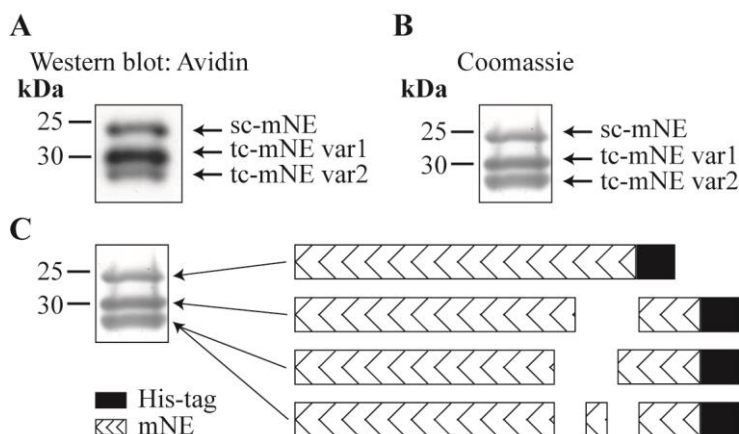 A
Western blot: Avidin
kDa
25
30
sc-mNE
tc-mNE var1
tc-mNE var2
B
Coomassie
kDa
25
30
sc-mNE
tc-mNE var1
tc-mNE var2
C
25
30
His-tag
mNE